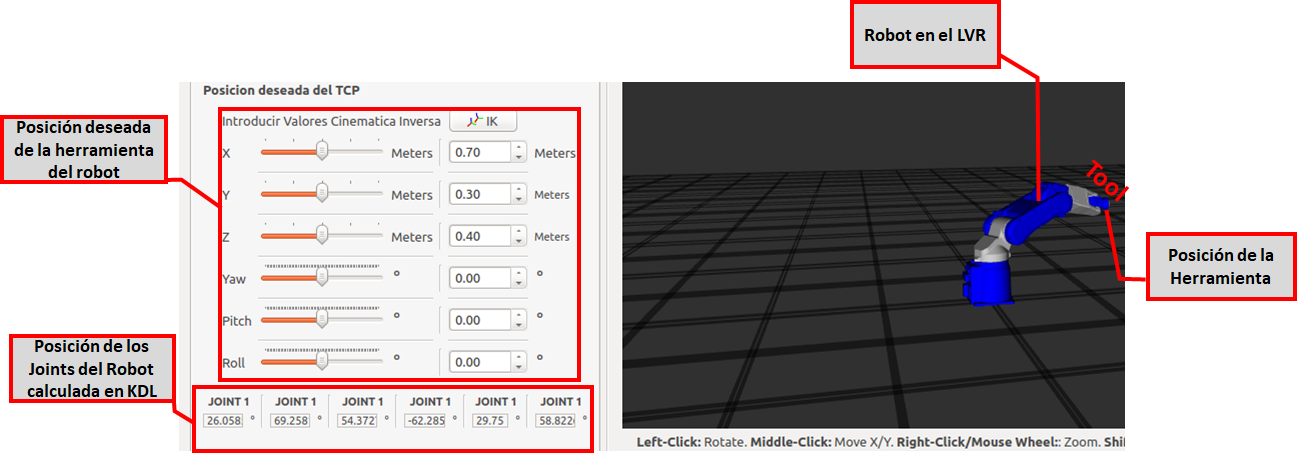 Robot en el LVR
Posicion deseada del TCP
Posición deseada
de la herramienta
del robot
Introducir Valores Cinematica Inversa IK
X Meters 0.70 Meters
Y Meters 0.30 Meters
Z Meters 0.40 Meters
Yaw ° 0.00 °
Pitch ° 0.00 °
Roll ° 0.00 °
Tool
Posición de la
Herramienta
Posición de los
Joints del Robot
calculada en KDL
JOINT 1 JOINT 1 JOINT 1 JOINT 1 JOINT 1 JOINT 1
26.058 ° 69.258 ° 54.372 ° -62.285 ° 29.75 ° 58.822 °
Left-Click: Rotate. Middle-Click: Move X/Y. Right-Click/Mouse Wheel:: Zoom. Shi